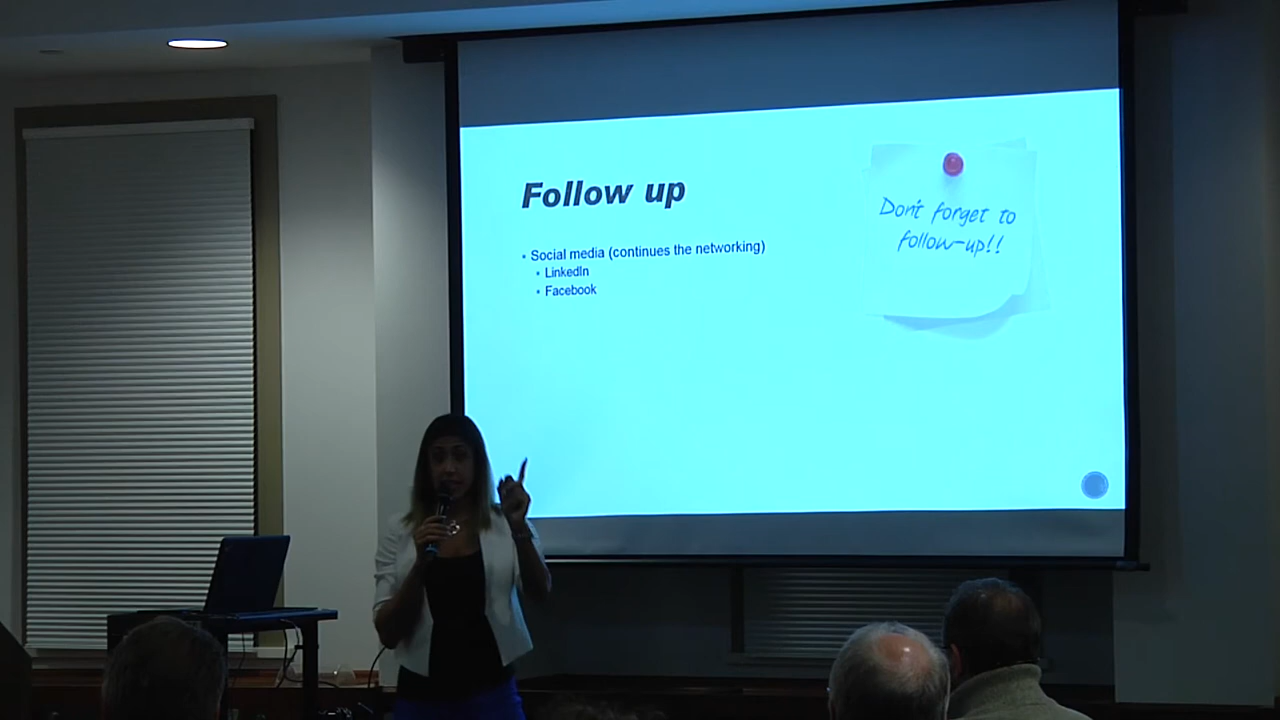 Follow up
• Social media (continues the networking)
• LinkedIn
• Facebook
Don't forget to
follow-up!!